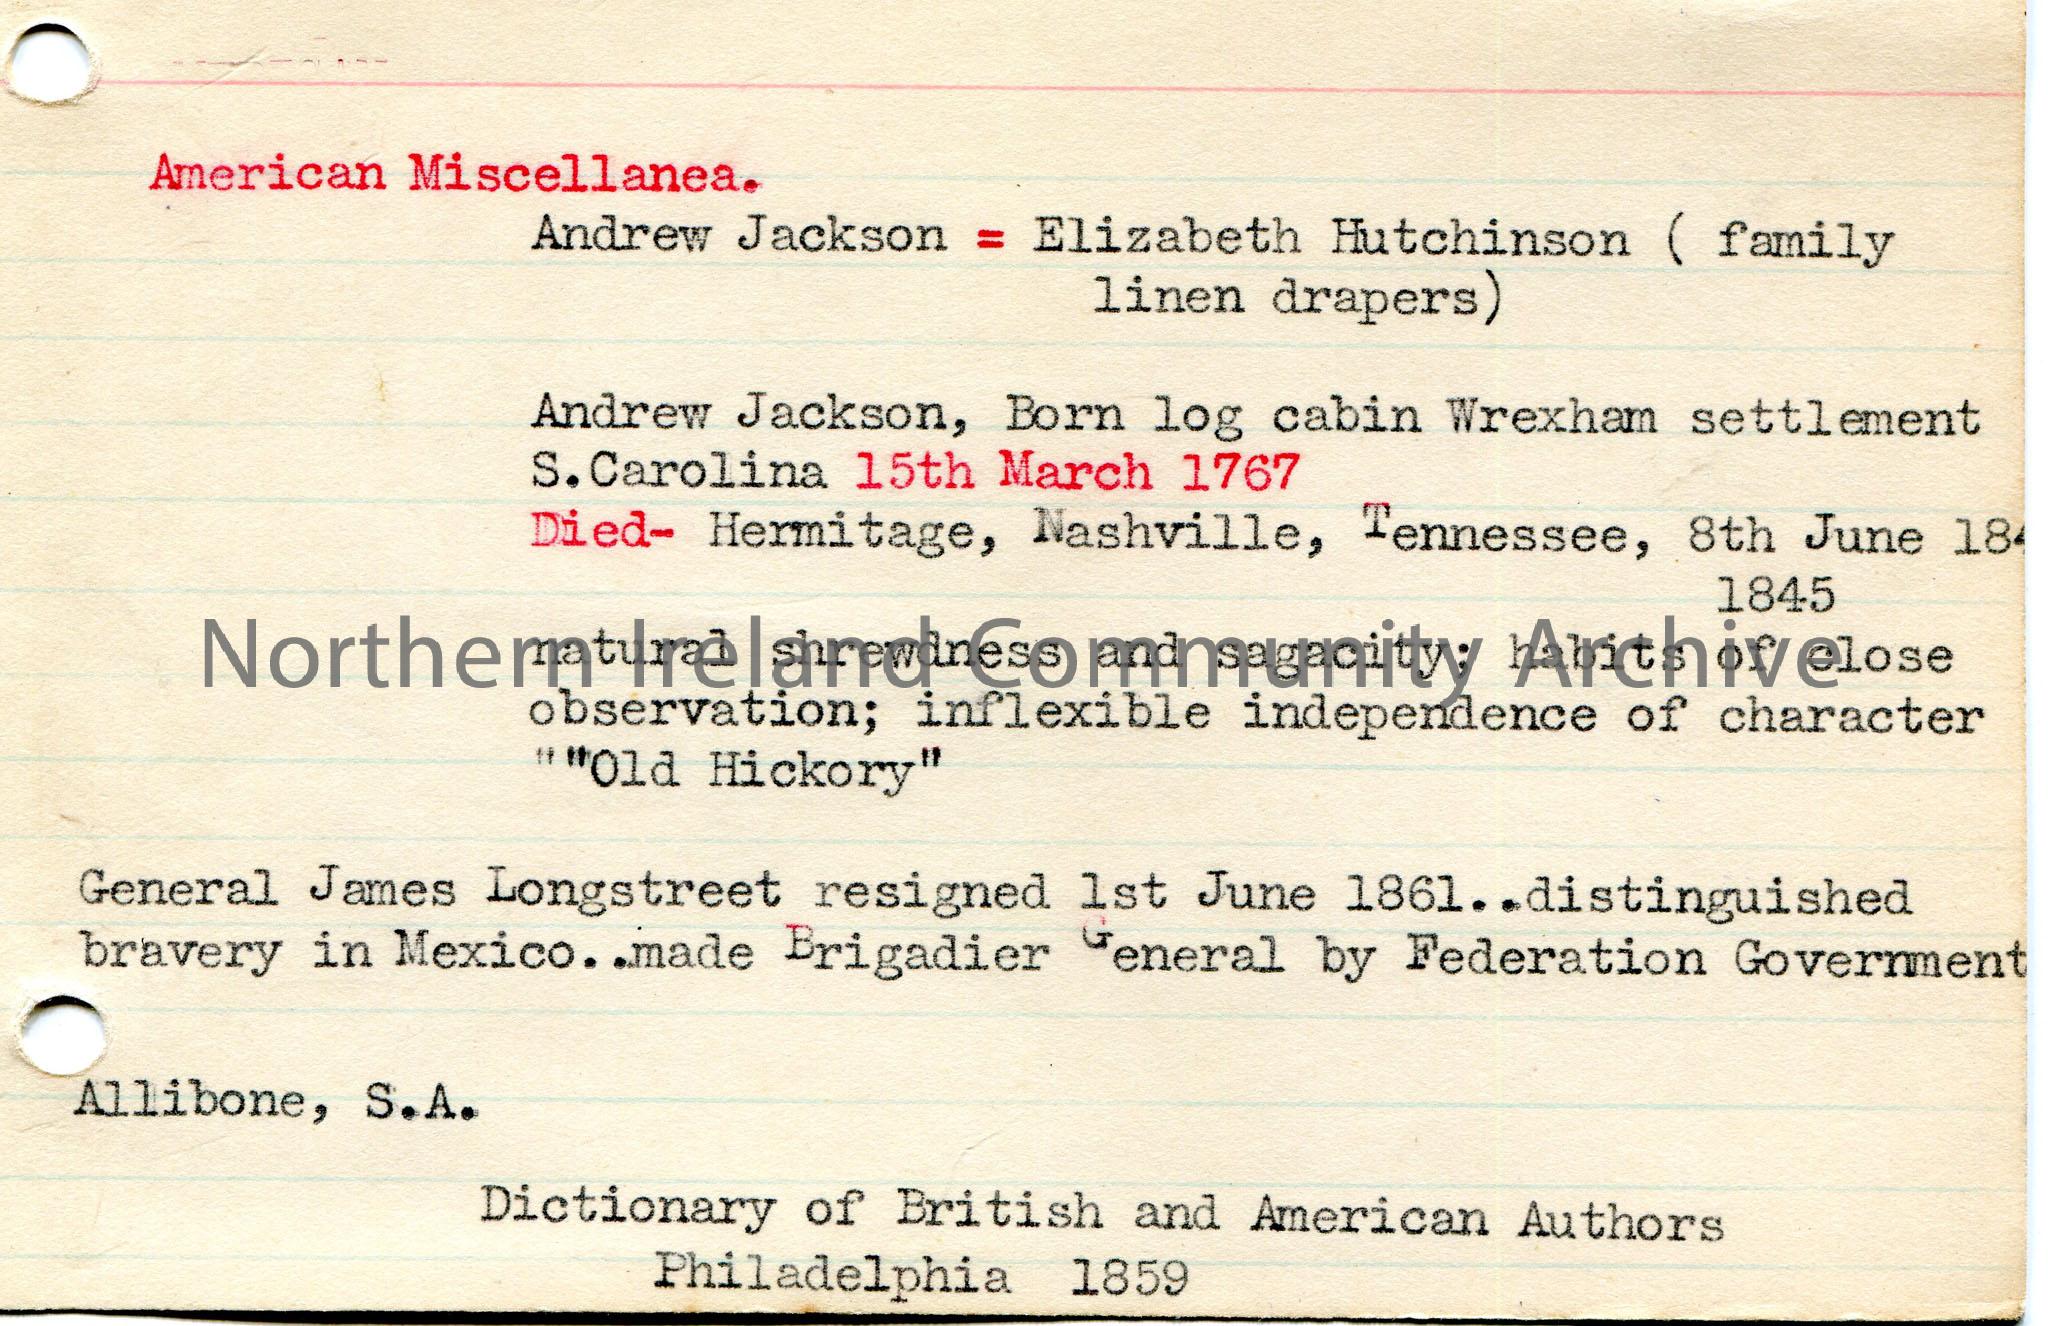 American Miscellanea.
Andrew Jackson = Elizabeth Hutchinson ( family
linen drapers)
Andrew Jackson, Born log cabin Wrexham settlement
S.Carolina 15th March 1767
Died- Hermitage, Nashville, Tennessee, 8th June 184
1845
natural shrewdness and sagacity; habits of close
observation; inflexible independence of character
""Old Hickory"
Northern Ireland Community Archive
General James Longstreet resigned 1st June 1861..distinguished
bravery in Mexico..made Brigadier General by Federation Government
Allibone, S.A.
Dictionary of British and American Authors
Philadelphia 1859